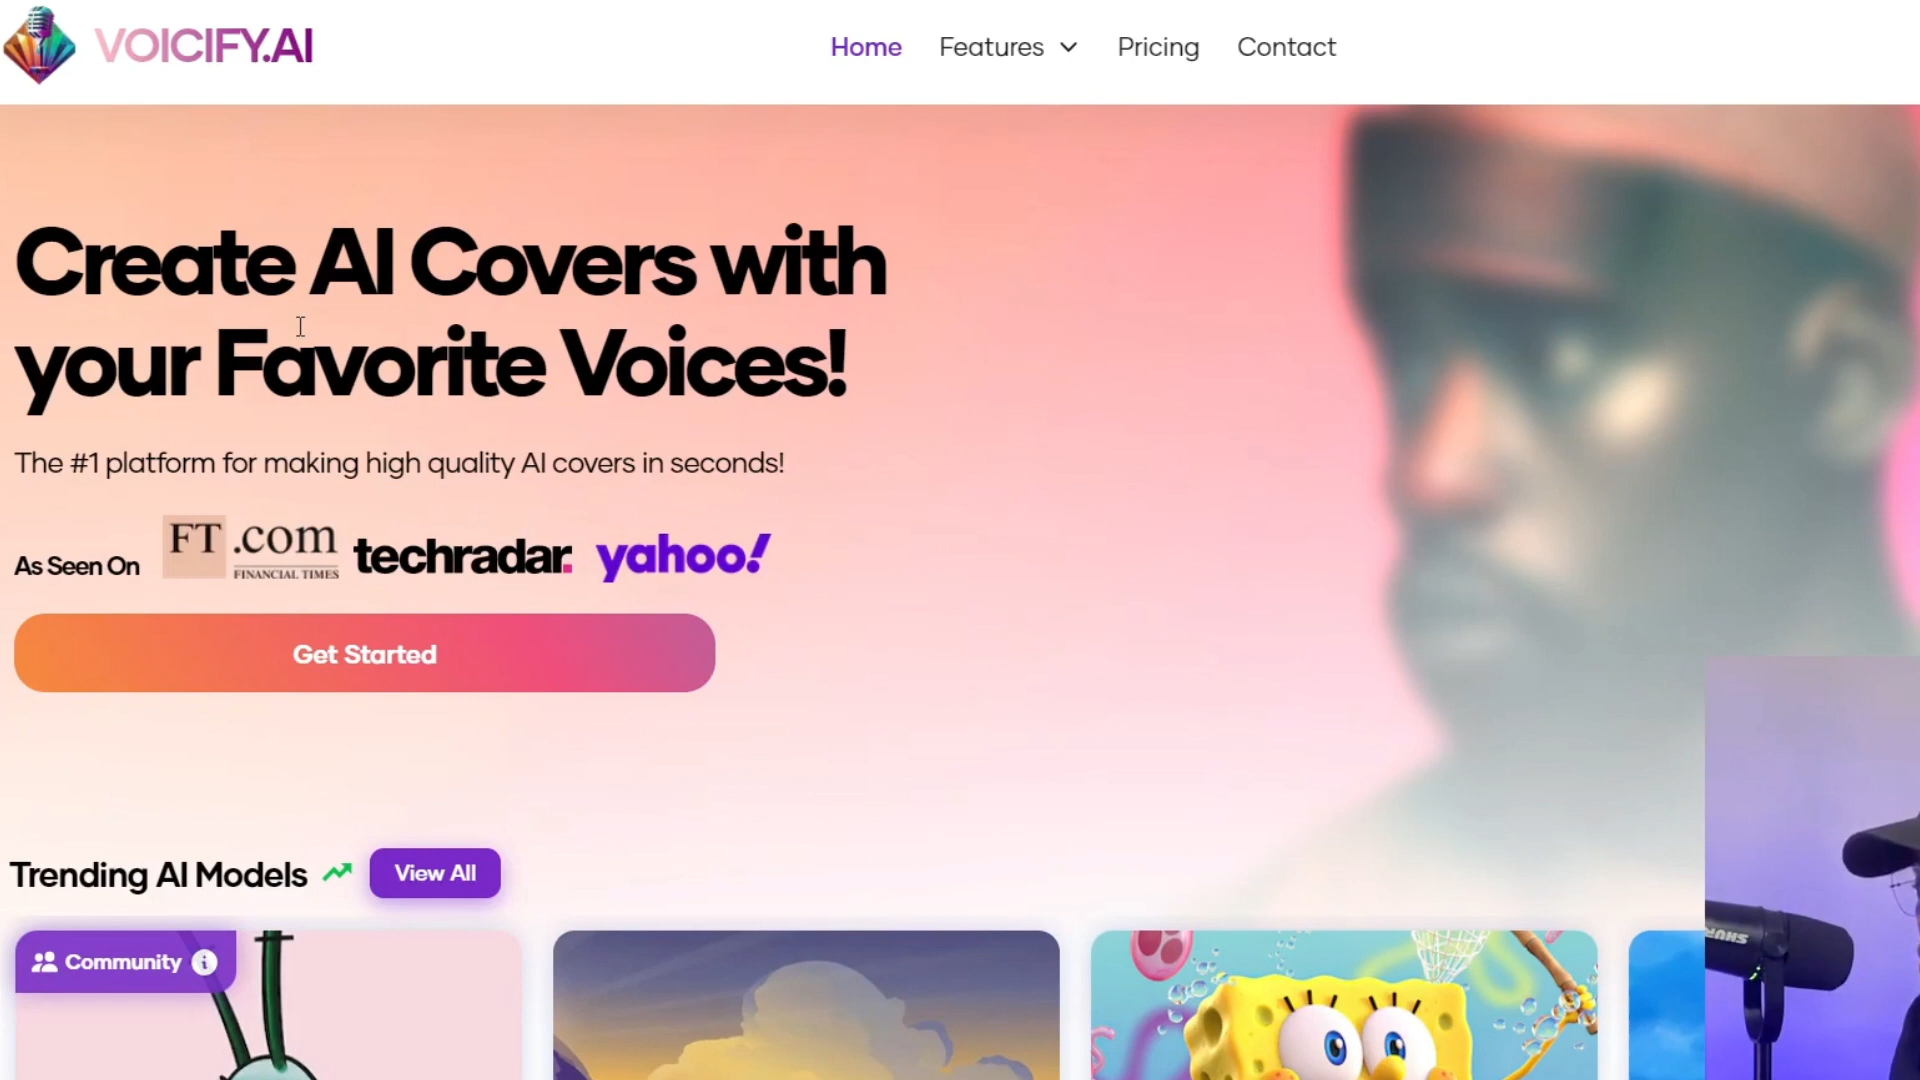 VOICIFY.AI
Home Features Pricing Contact
Create AI Covers with
your Favorite Voices!
The #1 platform for making high quality AI covers in seconds!
As Seen On FT .com FINANCIAL TIMES techradar. yahoo!
Get Started
Trending AI Models View All
Community i
SHURE